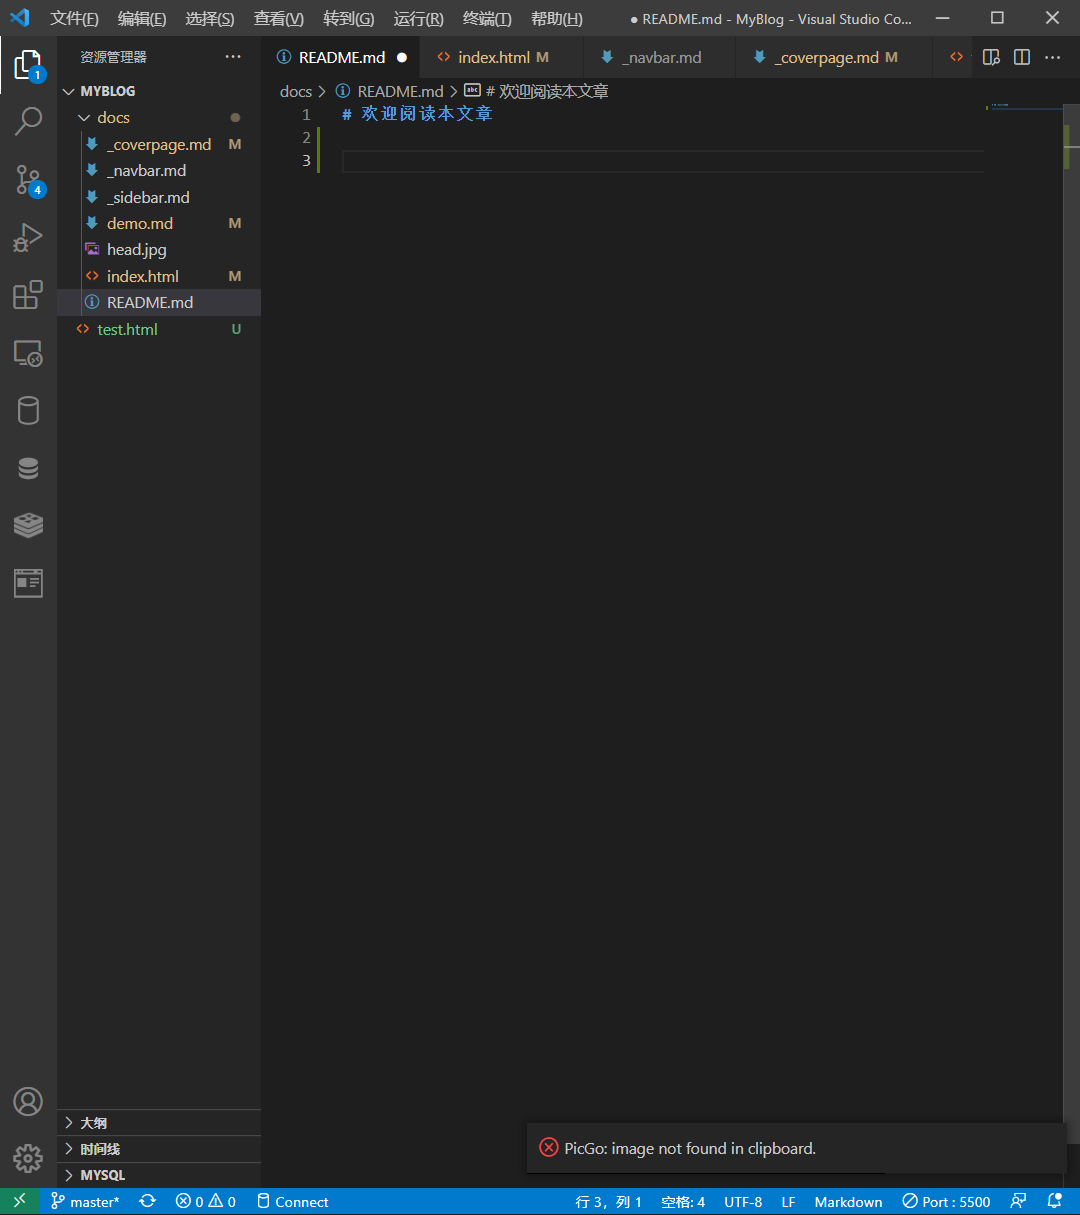 文件(F) 编辑(E) 选择(S) 查看(V) 转到(G) 运行(R) 终端(T) 帮助(H) ● README.md - MyBlog - Visual Studio Co...
资源管理器 ···
README.md ● index.html M _navbar.md _coverpage.md M
docs > README.md > # 欢迎阅读本文章
1 # 欢迎阅读本文章
2
3
MYBLOG
docs
_coverpage.md M
_navbar.md
_sidebar.md
demo.md M
head.jpg
index.html M
README.md
test.html U
1
4
大纲
时间线
MYSQL
PicGo: image not found in clipboard.
master* 0 0 Connect 行 3，列 1 空格: 4 UTF-8 LF Markdown Port : 5500